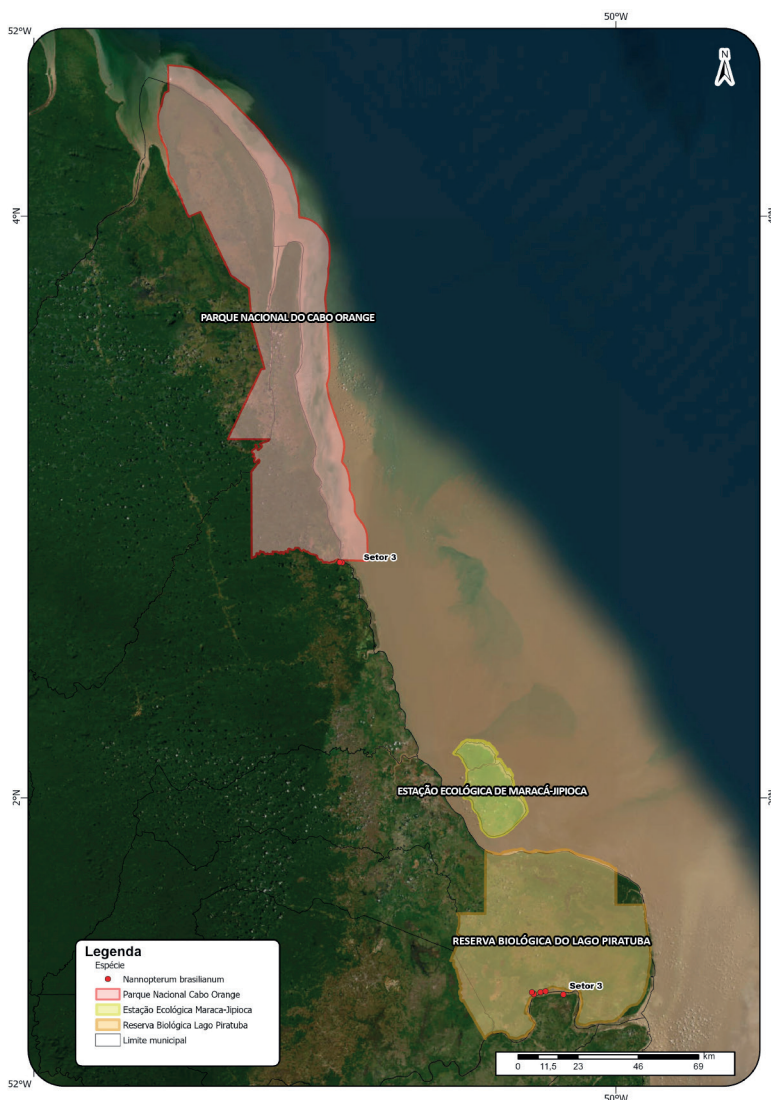 50°W
52°W
N
4°N
4°N
PARQUE NACIONAL DO CABO ORANGE
Setor 3
ESTAÇÃO ECOLÓGICA DE MARACÁ-JIPIOCA
2°N
2°N
RESERVA BIOLÓGICA DO LAGO PIRATUBA
Setor 3
Legenda
Espécie
Nannopterum brasilianum
Parque Nacional Cabo Orange
Estação Ecológica Maraca-Jipioca
Reserva Biológica Lago Piratuba
Limite municipal
km
0 11,5 23 46 69
52°W
50°W